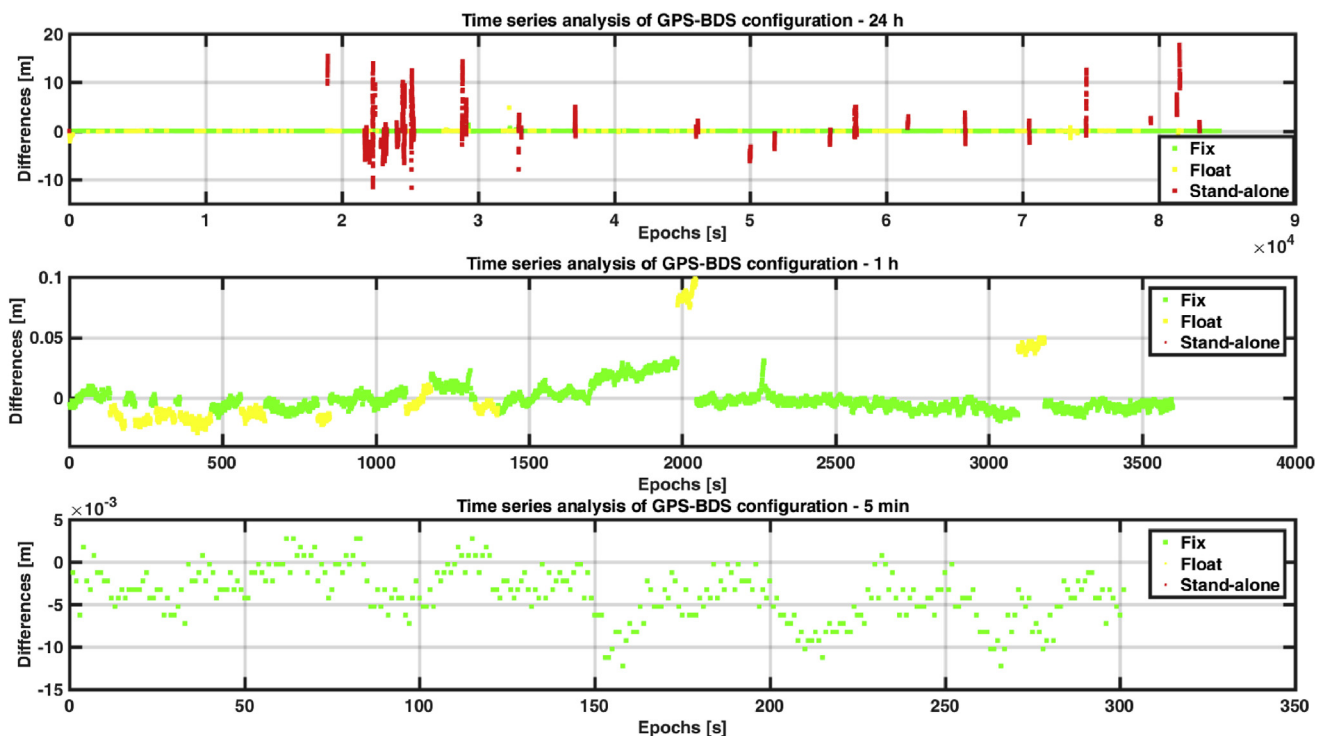 Time series analysis of GPS-BDS configuration - 24 h
Differences [m]
20
10
0
-10
0 1 2 3 4 5 6 7 8 9
Epochs [s]
×10⁴
Fix
Float
Stand-alone
Time series analysis of GPS-BDS configuration - 1 h
Differences [m]
0.1
0.05
0
0 500 1000 1500 2000 2500 3000 3500 4000
Epochs [s]
Fix
Float
Stand-alone
×10⁻³
Time series analysis of GPS-BDS configuration - 5 min
Differences [m]
5
0
-5
-10
-15
0 50 100 150 200 250 300 350
Epochs [s]
Fix
Float
Stand-alone